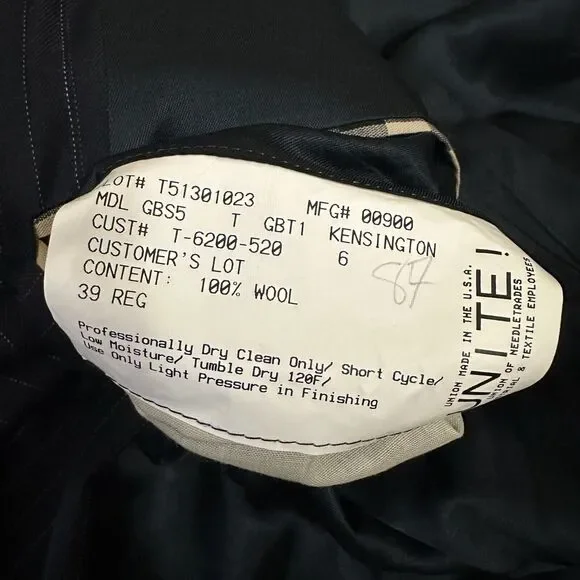 LOT# T51301023 MFG# 00900
MDL GBS5 T GBT1 KENSINGTON
CUST# T-6200-520 6
CUSTOMER'S LOT
CONTENT: 100% WOOL
39 REG
84
Professionally Dry Clean Only/ Short Cycle/
Low Moisture/ Tumble Dry 120F/
Use Only Light Pressure in Finishing
UNION MADE IN THE U.S.A.
UNITE!
UNION OF NEEDLETRADES
& TEXTILE EMPLOYEES